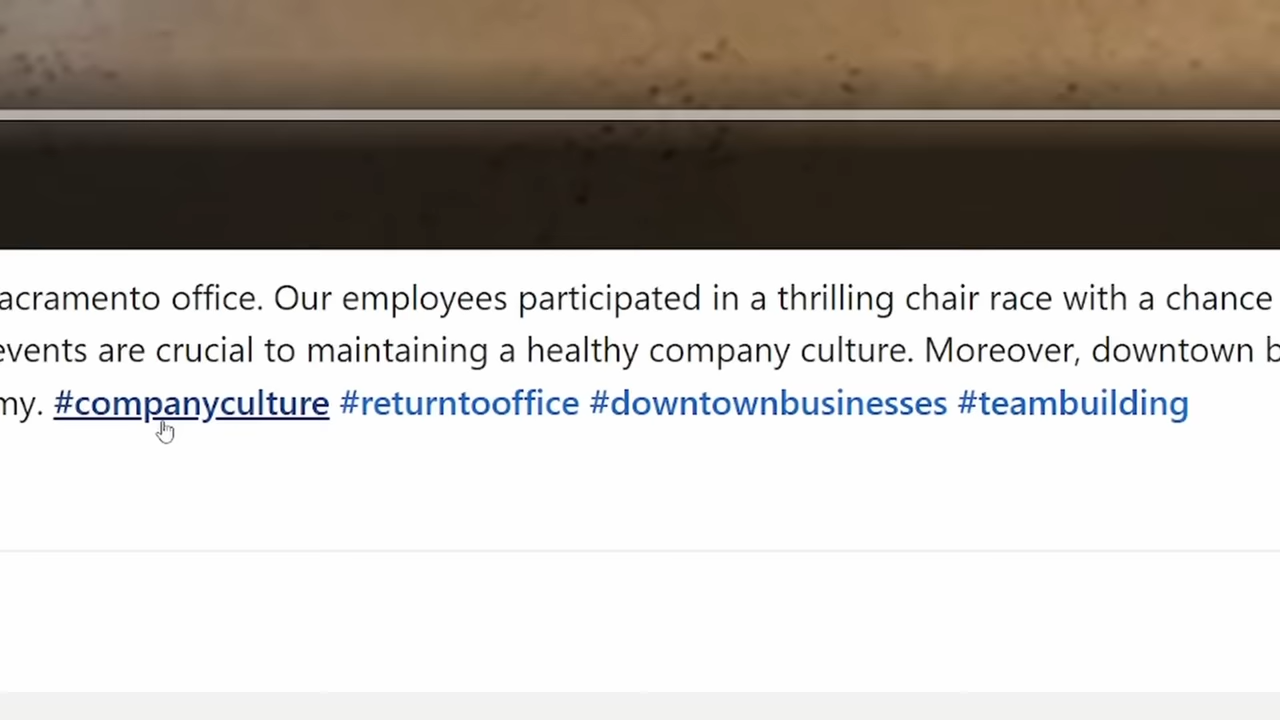 acramento office. Our employees participated in a thrilling chair race with a chance
events are crucial to maintaining a healthy company culture. Moreover, downtown b
my. #companyculture #returntooffice #downtownbusinesses #teambuilding